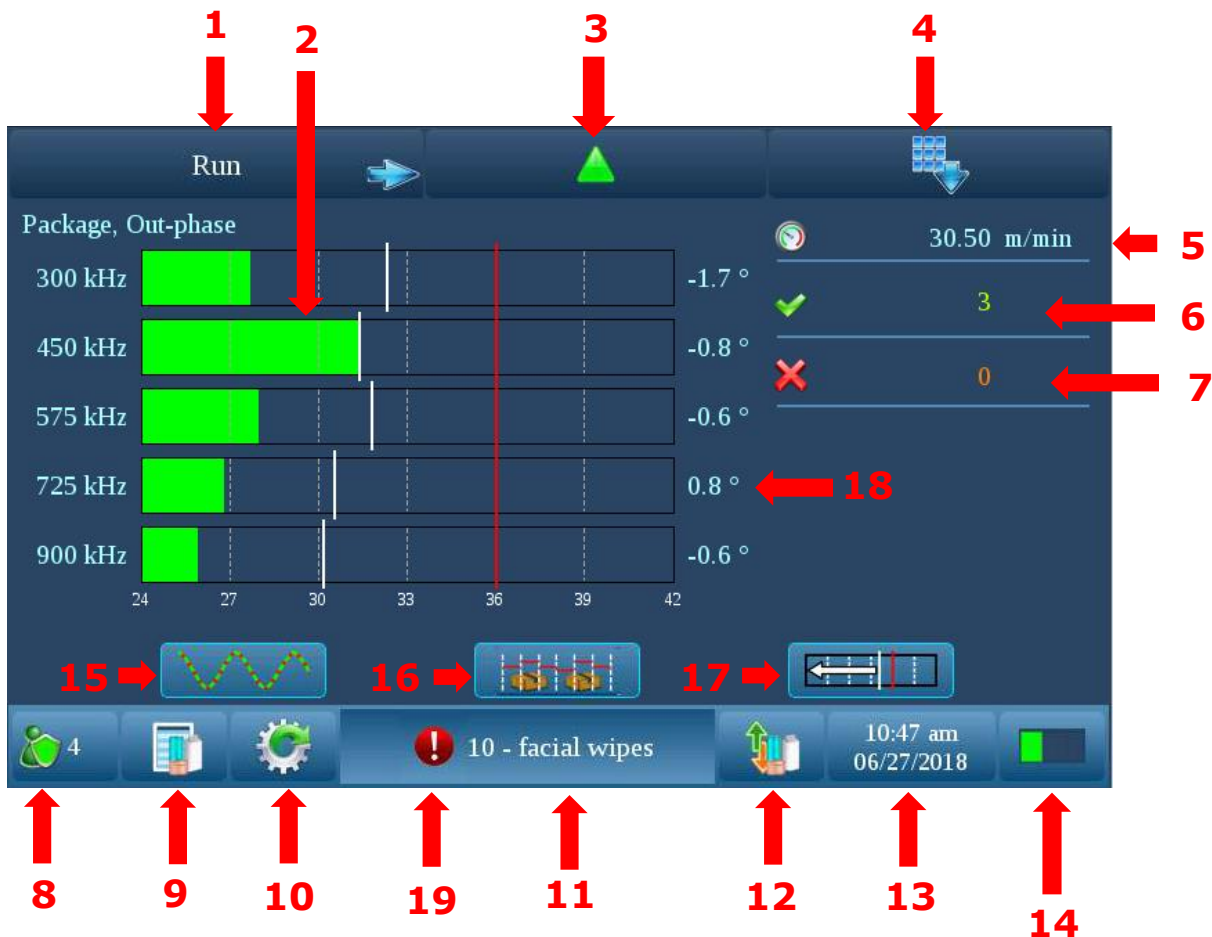 1
2
3
4
Run
Package, Out-phase
30.50 m/min
5
300 kHz
-1.7 °
3
6
450 kHz
-0.8 °
0
7
575 kHz
-0.6 °
725 kHz
0.8 °
18
900 kHz
-0.6 °
24 27 30 33 36 39 42
15
16
17
4
10 - facial wipes
10:47 am
06/27/2018
8
9
10
19
11
12
13
14